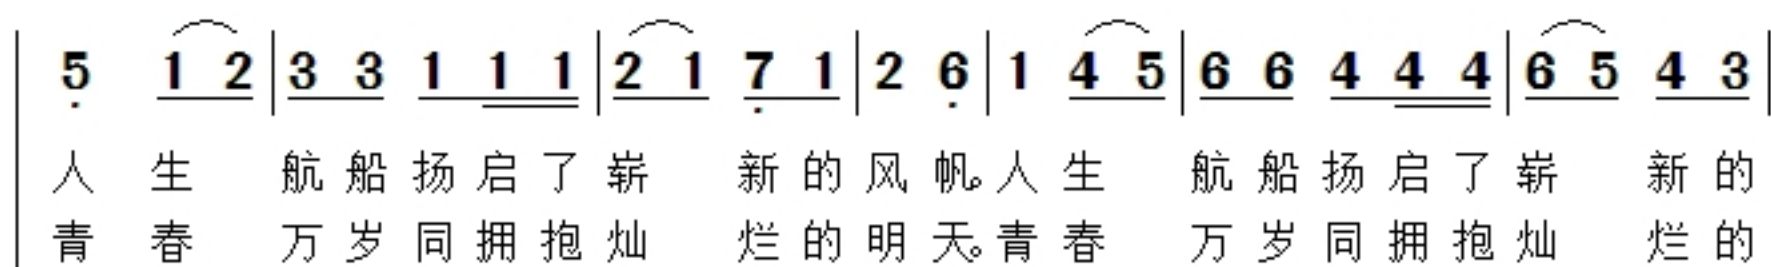 5 1 2 3 3 1 1 1 2 1 7 1 2 6 1 4 5 6 6 4 4 4 6 5 4 3
人生航船扬启了崭新的风帆。人生航船扬启了崭新的
青春万岁同拥抱灿烂的明天。青春万岁同拥抱灿烂的